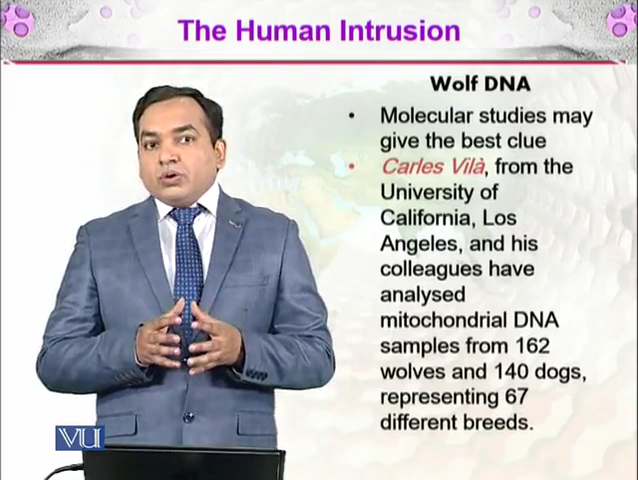 The Human Intrusion
Wolf DNA
• Molecular studies may
give the best clue
• Carles Vilà, from the
University of
California, Los
Angeles, and his
colleagues have
analysed
mitochondrial DNA
samples from 162
wolves and 140 dogs,
representing 67
different breeds.
VU